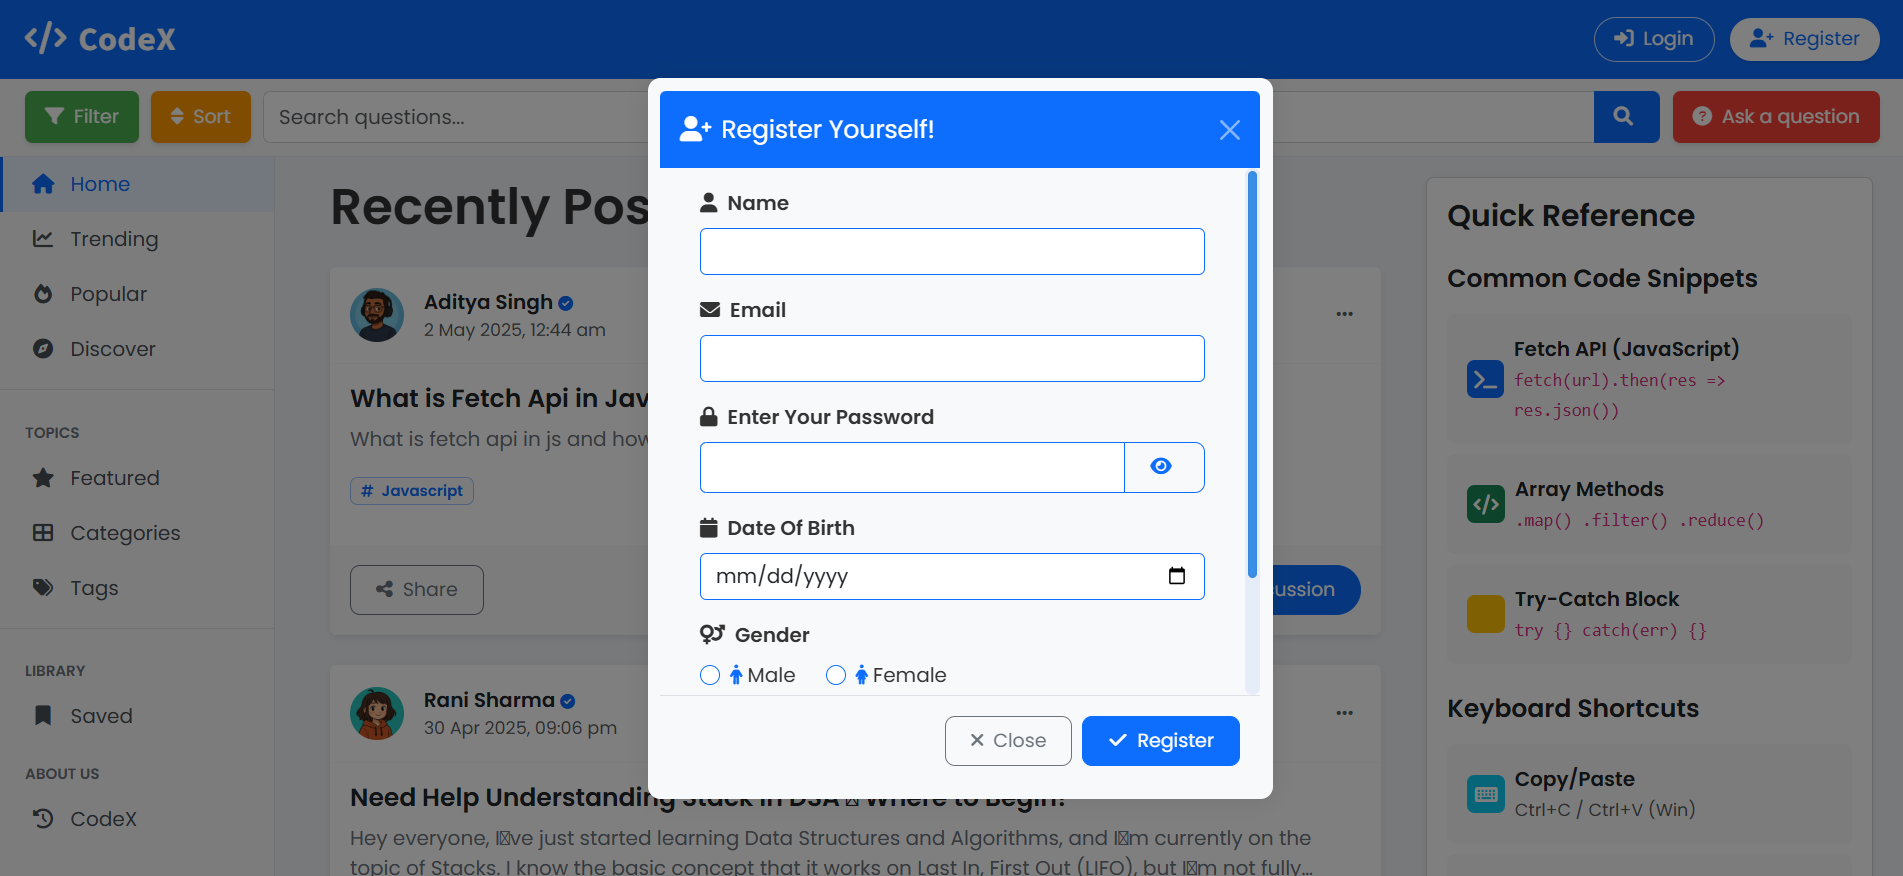 CodeX
Login
Register
Filter
Sort
Search questions...
Ask a question
Home
Trending
Popular
Discover
TOPICS
Featured
Categories
Tags
LIBRARY
Saved
ABOUT US
CodeX
Recently Pos
Aditya Singh
2 May 2025, 12:44 am
What is Fetch Api in Jav
What is fetch api in js and how
# Javascript
Share
ussion
Rani Sharma
30 Apr 2025, 09:06 pm
Need Help Understanding Stack in DSA Where to Begin?
Hey everyone, I've just started learning Data Structures and Algorithms, and I'm currently on the
topic of Stacks. I know the basic concept that it works on Last In, First Out (LIFO), but I'm not fully...
Register Yourself!
Name
Email
Enter Your Password
Date Of Birth
mm/dd/yyyy
Gender
Male
Female
Close
Register
Quick Reference
Common Code Snippets
Fetch API (JavaScript)
fetch(url).then(res =>
res.json())
Array Methods
.map() .filter() .reduce()
Try-Catch Block
try {} catch(err) {}
Keyboard Shortcuts
Copy/Paste
Ctrl+C / Ctrl+V (Win)